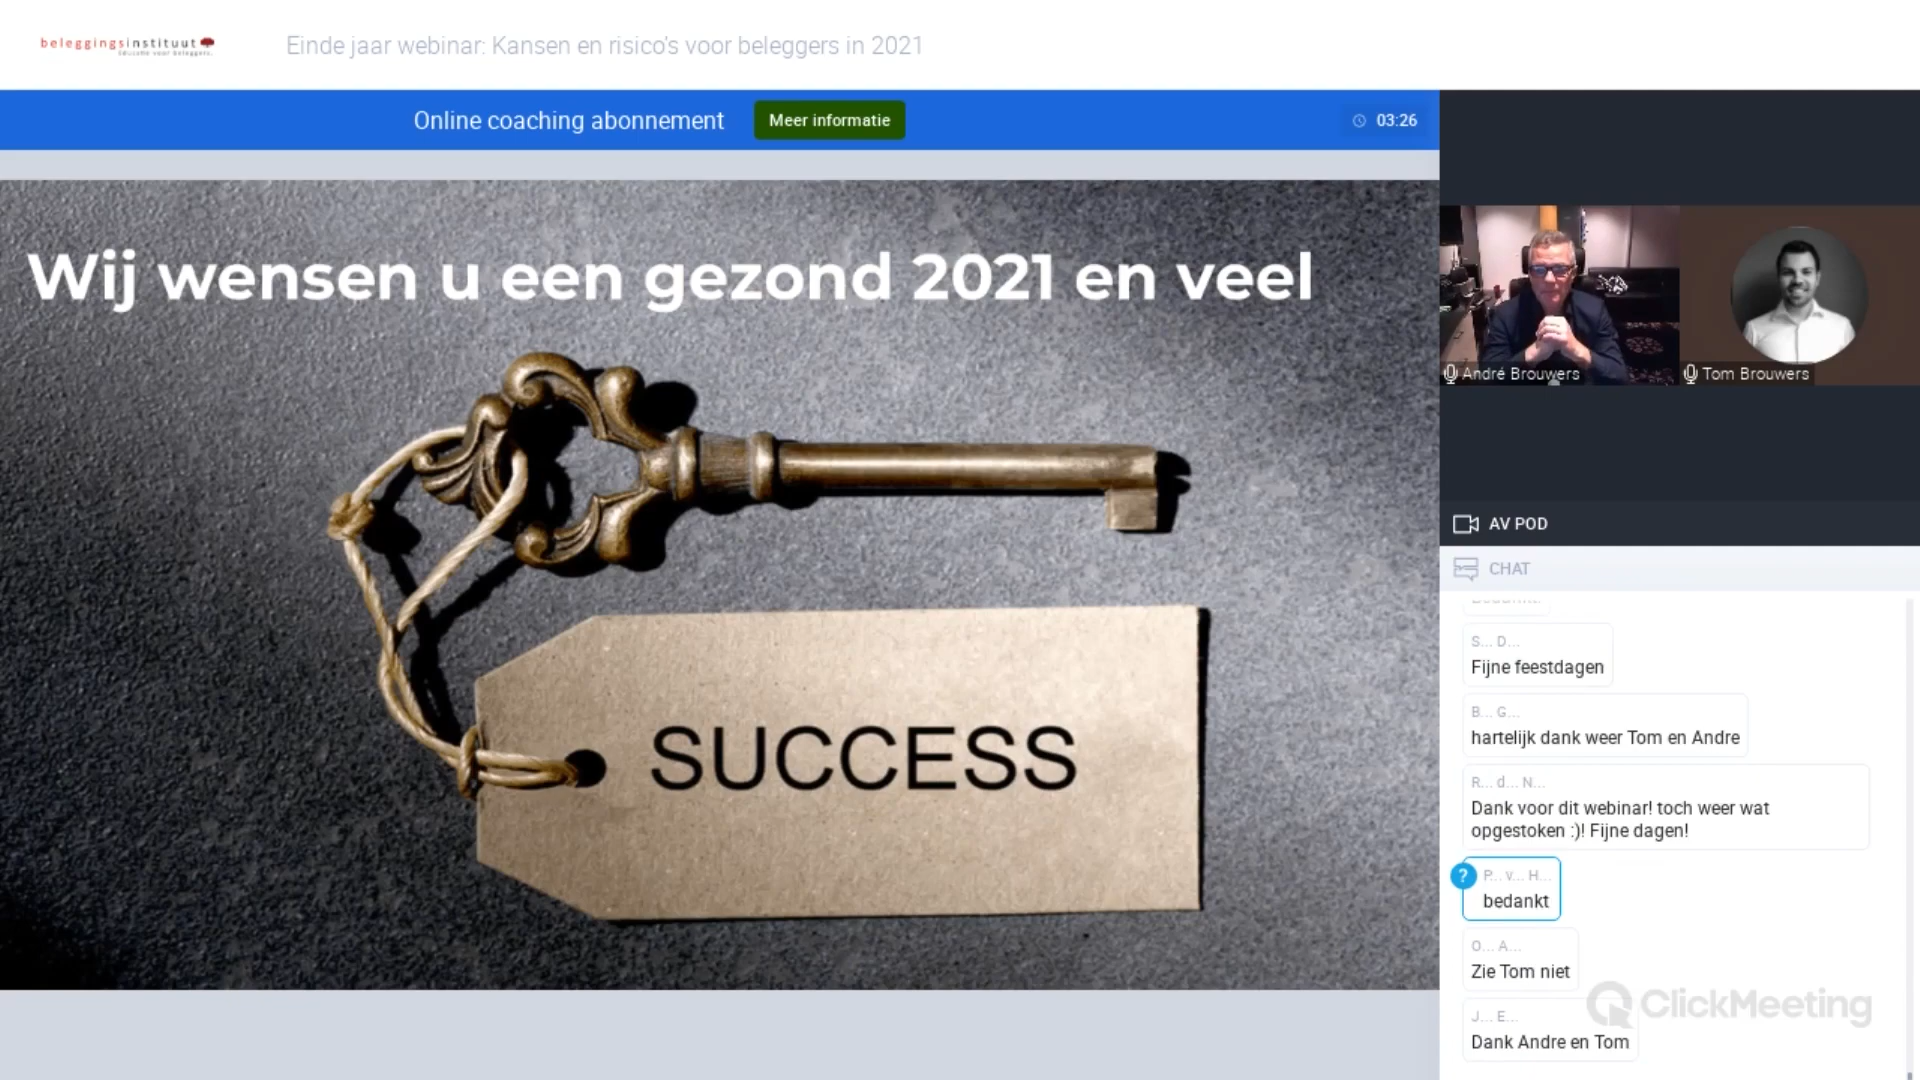 beleggingsinstituut
Einde jaar webinar: Kansen en risico's voor beleggers in 2021
Online coaching abonnement
Meer informatie
03:26
Wij wensen u een gezond 2021 en veel
SUCCESS
André Brouwers
Tom Brouwers
AV POD
CHAT
S... D...
Fijne feestdagen
B... G...
hartelijk dank weer Tom en Andre
R... d... N...
Dank voor dit webinar! toch weer wat
opgestoken :)! Fijne dagen!
?
P... v... H...
bedankt
O... A...
Zie Tom niet
ClickMeeting
J... E...
Dank Andre en Tom